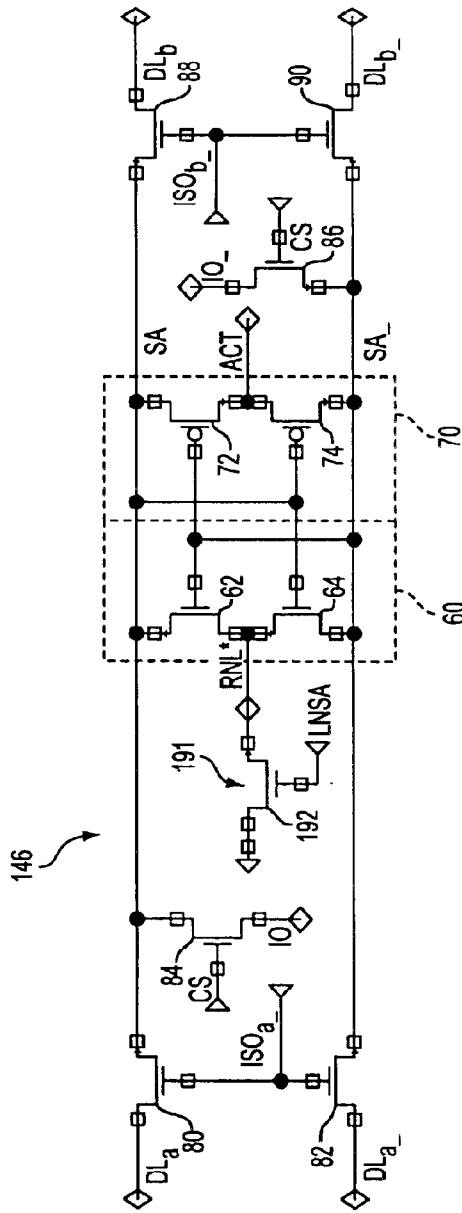 146
DLa
80
ISOa_
82
DLa_
84
CS
IO
191
192
LNSA
RNL*
62
64
60
72
74
70
SA
ACT
SA_
IO_
CS
86
ISOb_
DLb
88
90
DLb_